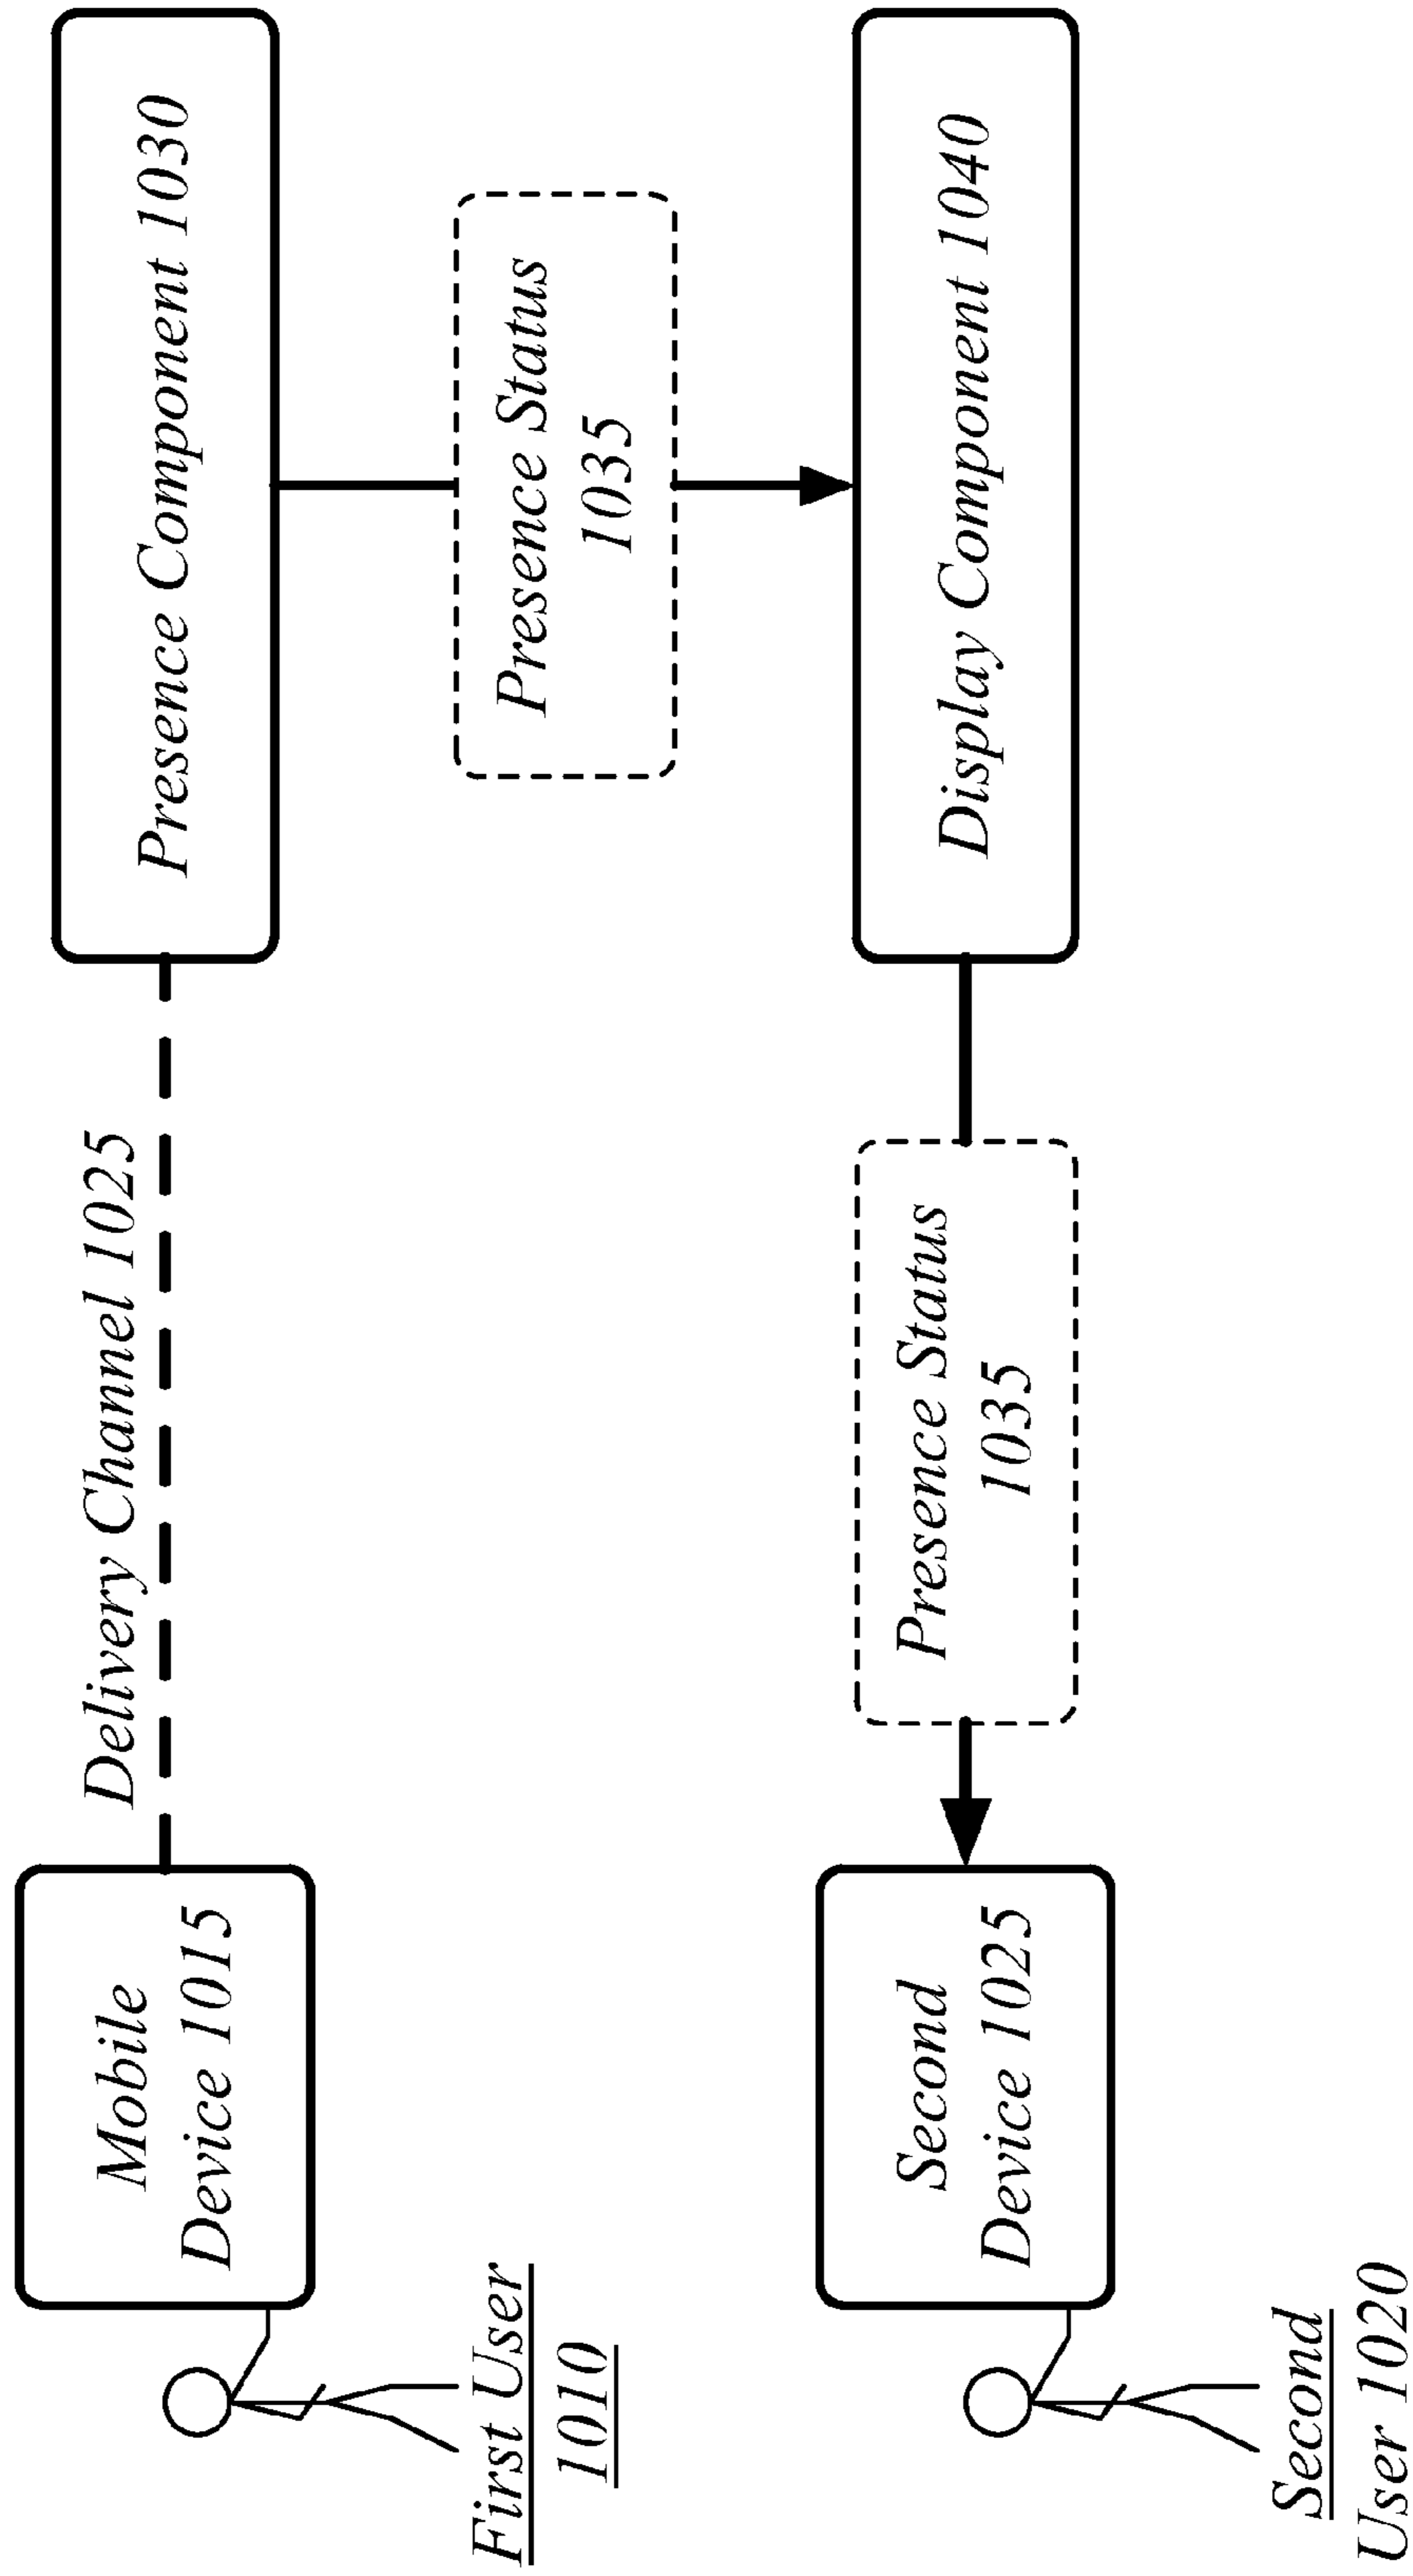 Mobile
Device 1015
Delivery Channel 1025
Presence Component 1030
First User
1010
Presence Status
1035
Second
Device 1025
Presence Status
1035
Display Component 1040
Second
User 1020